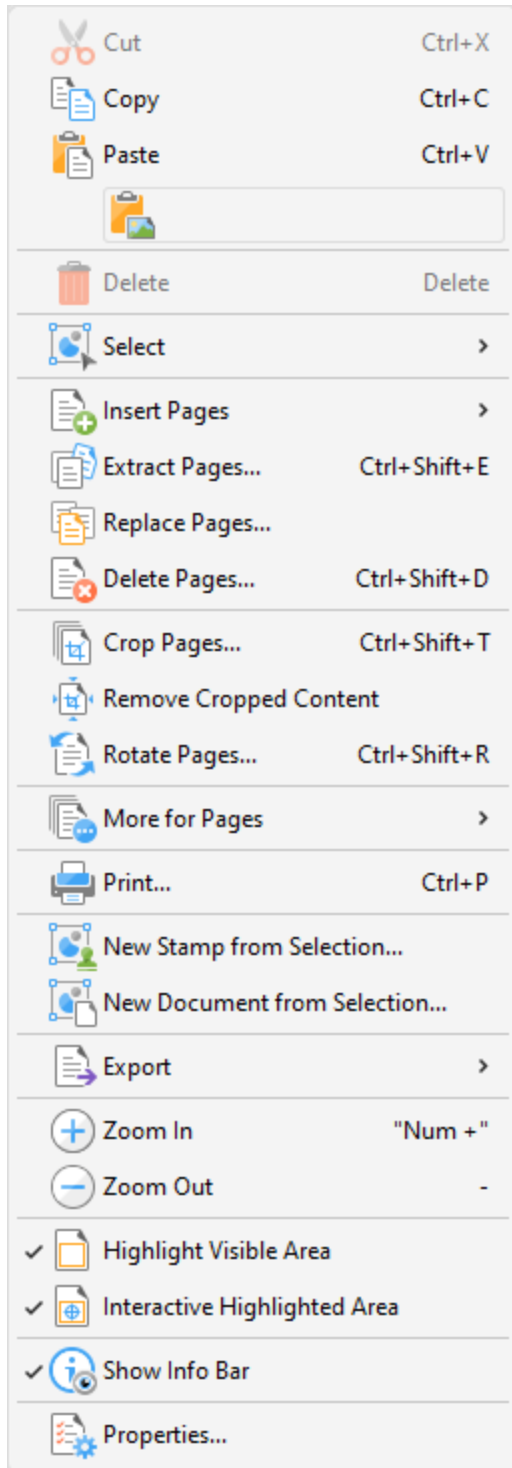 Cut Ctrl+X
Copy Ctrl+C
Paste Ctrl+V
Delete Delete
Select
Insert Pages
Extract Pages... Ctrl+Shift+E
Replace Pages...
Delete Pages... Ctrl+Shift+D
Crop Pages... Ctrl+Shift+T
Remove Cropped Content
Rotate Pages... Ctrl+Shift+R
More for Pages
Print... Ctrl+P
New Stamp from Selection...
New Document from Selection...
Export
Zoom In "Num +"
Zoom Out -
Highlight Visible Area
Interactive Highlighted Area
Show Info Bar
Properties...